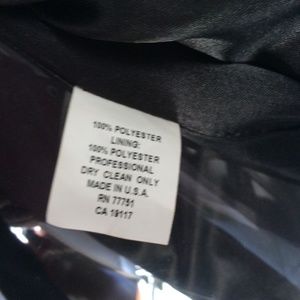 100% POLYESTER
LINING:
100% POLYESTER
PROFESSIONAL
DRY CLEAN ONLY
MADE IN U.S.A.
RN 77751
CA 19117